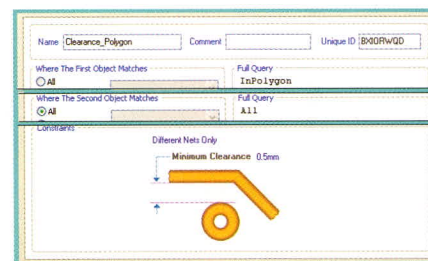 Name Clearance_Polygon Comment Unique ID BXIORWQD
Where The First Object Matches Full Query
All InPolygon
Where The Second Object Matches Full Query
All All
Constraints
Different Nets Only
Minimum Clearance 0.5mm